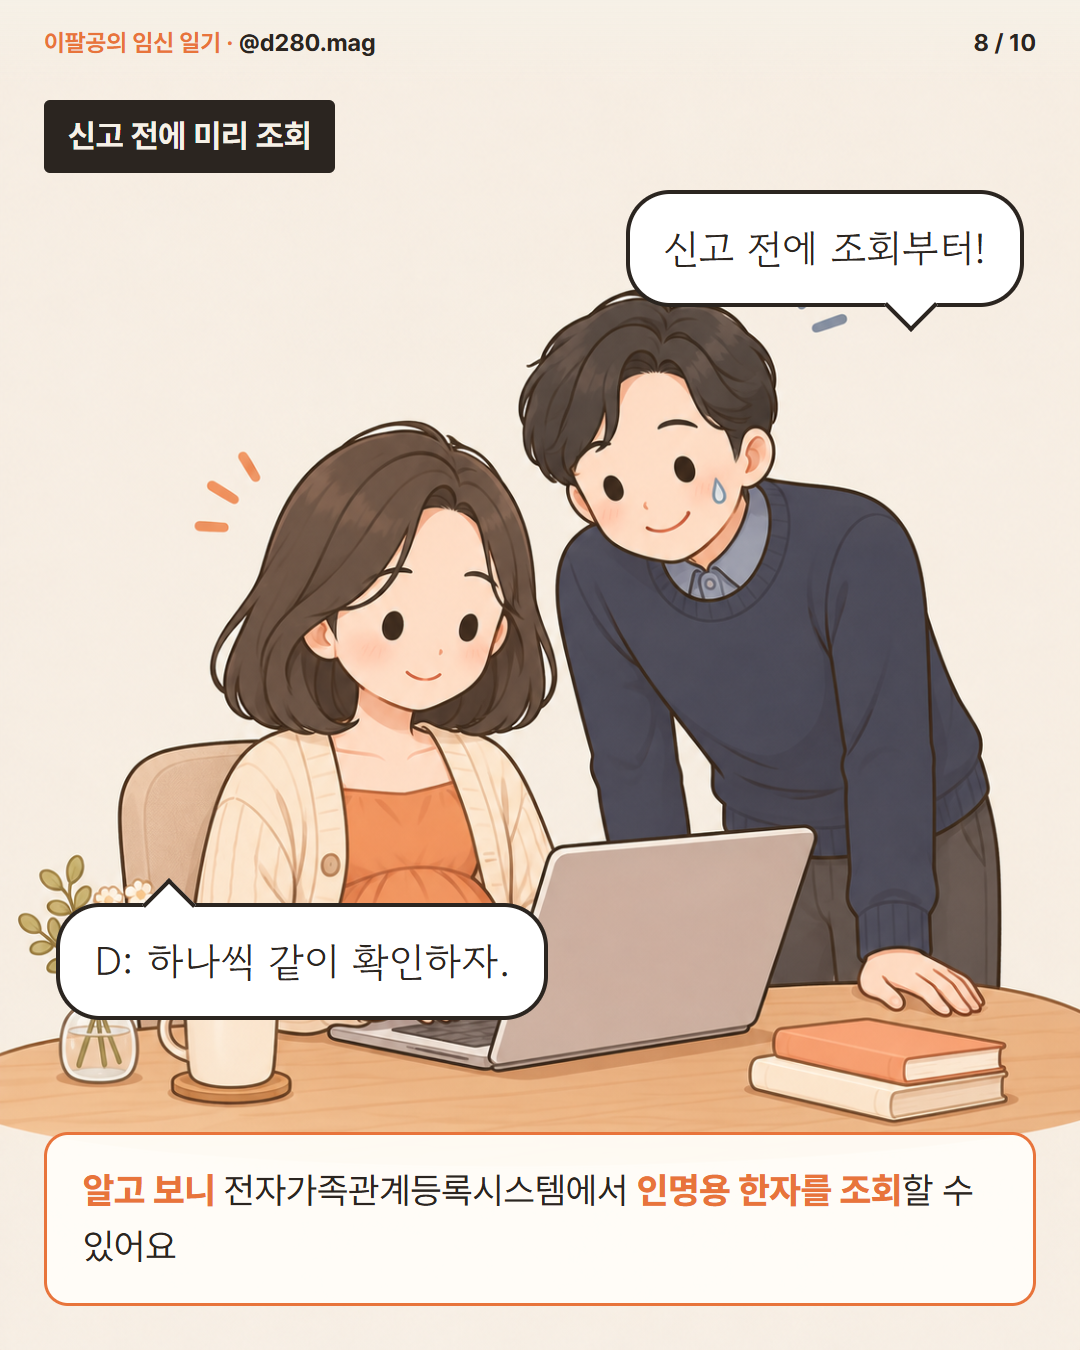 이팔공의 임신 일기 · @d280.mag
8 / 10
신고 전에 미리 조회
신고 전에 조회부터!
D: 하나씩 같이 확인하자.
알고 보니 전자가족관계등록시스템에서 인명용 한자를 조회할 수
있어요